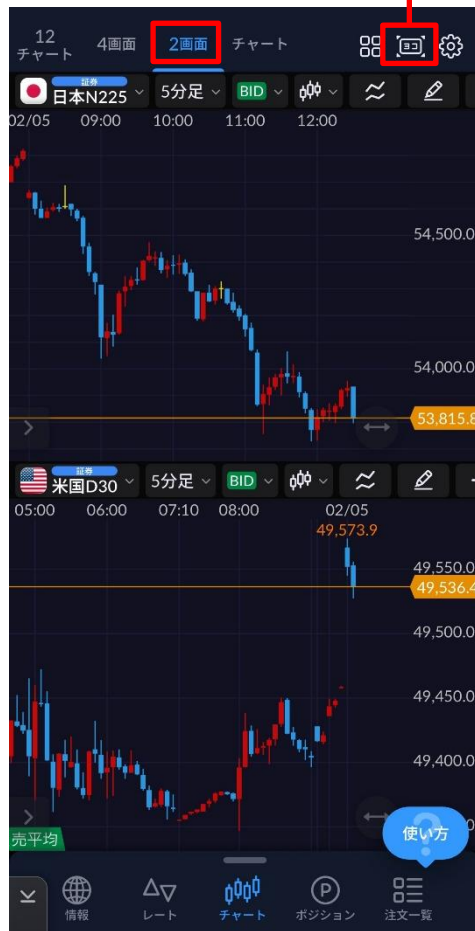 12
チャート
4画面
2画面
チャート
証券
日本N225
5分足
BID
02/05 09:00 10:00 11:00 12:00
54,500.0
54,000.0
53,815.8
証券
米国D30
5分足
BID
05:00 06:00 07:10 08:00 02/05
49,573.9
49,550.0
49,536.4
49,500.0
49,450.0
49,400.0
売平均
使い方
?
情報
レート
チャート
P
ポジション
注文一覧